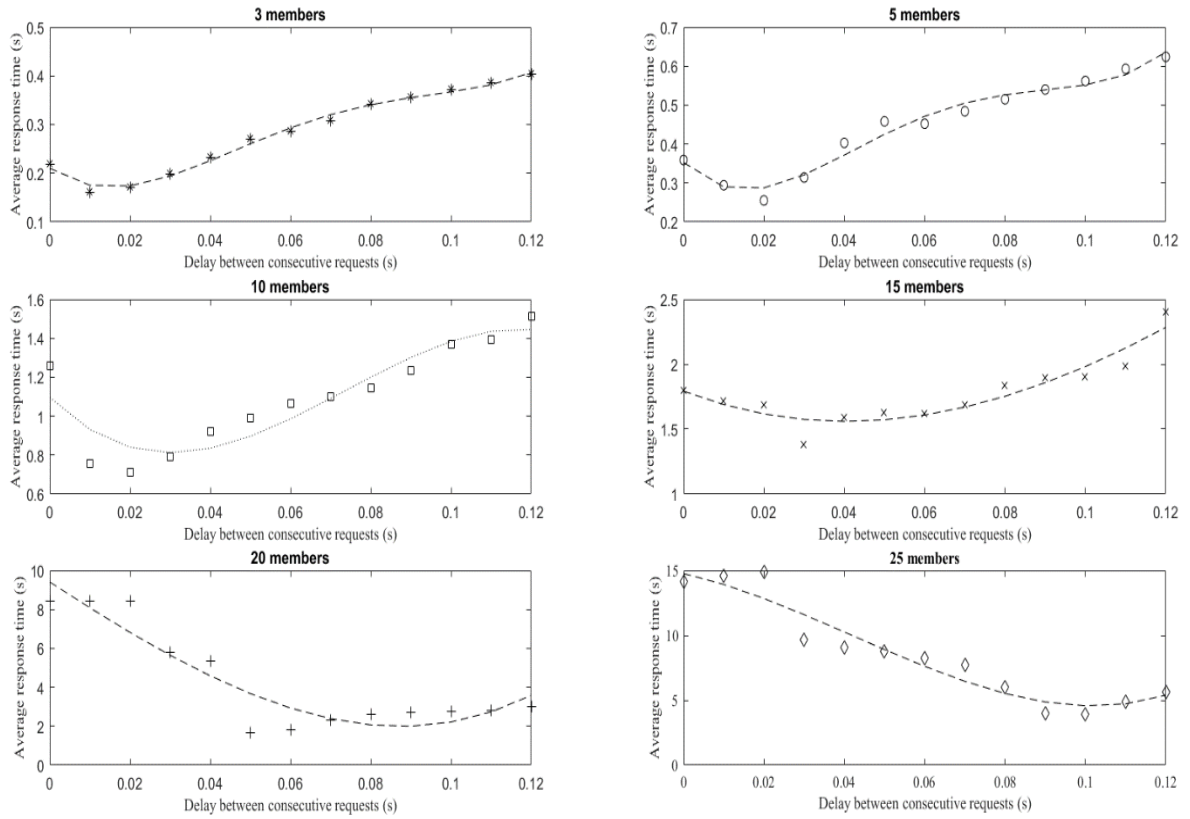 3 members
Average response time (s)
0.5
0.4
0.3
0.2
0.1
0 0.02 0.04 0.06 0.08 0.1 0.12
Delay between consecutive requests (s)
5 members
Average response time (s)
0.7
0.6
0.5
0.4
0.3
0.2
0 0.02 0.04 0.06 0.08 0.1 0.12
Delay between consecutive requests (s)
10 members
Average response time (s)
1.6
1.4
1.2
1
0.8
0.6
0 0.02 0.04 0.06 0.08 0.1 0.12
Delay between consecutive requests (s)
15 members
Average response time (s)
2.5
2
1.5
1
0 0.02 0.04 0.06 0.08 0.1 0.12
Delay between consecutive requests (s)
20 members
Average response time (s)
10
8
6
4
2
0
0 0.02 0.04 0.06 0.08 0.1 0.12
Delay between consecutive requests (s)
25 members
Average response time (s)
15
10
5
0
0 0.02 0.04 0.06 0.08 0.1 0.12
Delay between consecutive requests (s)